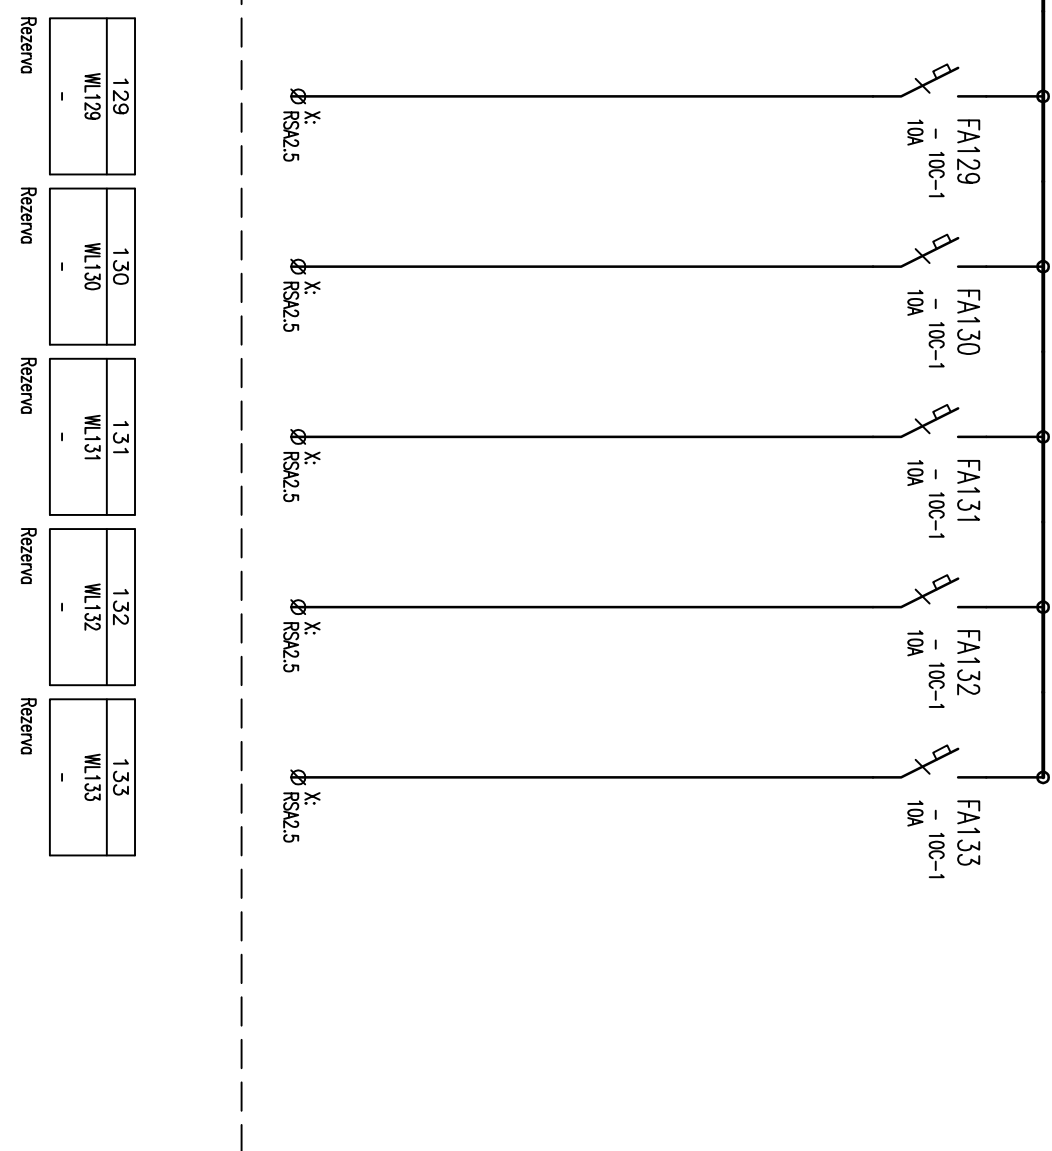 FA129
- 10C-1
10A
X:
RSA2.5
129
WL129
-
Rezerva
FA130
- 10C-1
10A
X:
RSA2.5
130
WL130
-
Rezerva
FA131
- 10C-1
10A
X:
RSA2.5
131
WL131
-
Rezerva
FA132
- 10C-1
10A
X:
RSA2.5
132
WL132
-
Rezerva
FA133
- 10C-1
10A
X:
RSA2.5
133
WL133
-
Rezerva